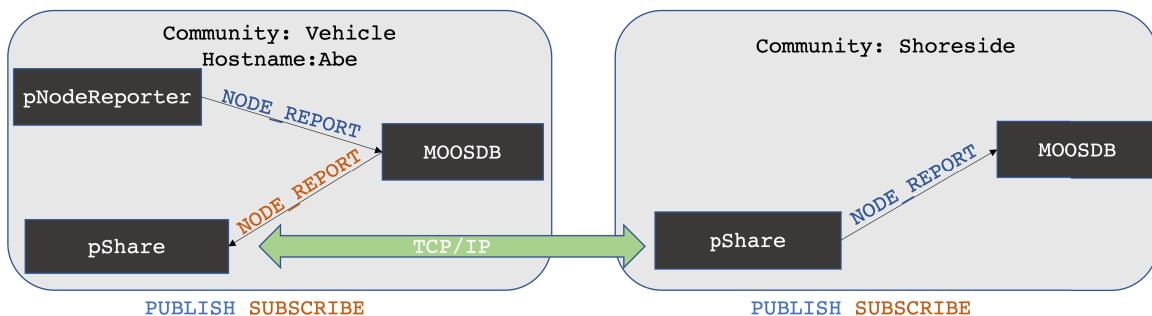 Community: Vehicle
Hostname:Abe
pNodeReporter
NODE_REPORT
MOOSDB
NODE_REPORT
pShare
TCP/IP
PUBLISH SUBSCRIBE
Community: Shoreside
MOOSDB
NODE_REPORT
pShare
PUBLISH SUBSCRIBE